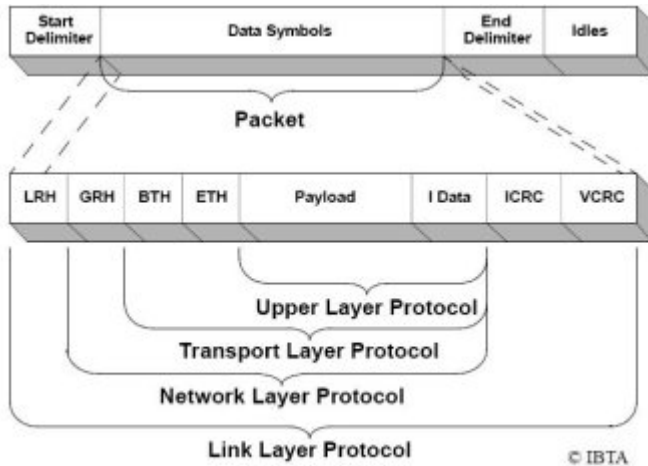 Start Delimiter Data Symbols End Delimiter Idles
Packet
LRH GRH BTH ETH Payload I Data ICRC VCRC
Upper Layer Protocol
Transport Layer Protocol
Network Layer Protocol
Link Layer Protocol
© IBTA